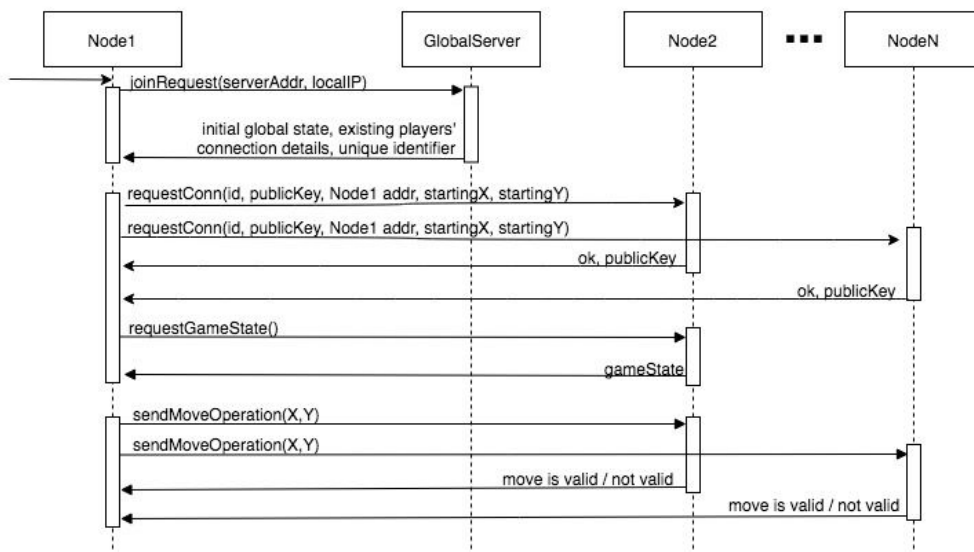 Node1
GlobalServer
Node2
NodeN
joinRequest(serverAddr, localIP)
initial global state, existing players'
connection details, unique identifier
requestConn(id, publicKey, Node1 addr, startingX, startingY)
requestConn(id, publicKey, Node1 addr, startingX, startingY)
ok, publicKey
ok, publicKey
requestGameState()
gameState
sendMoveOperation(X,Y)
sendMoveOperation(X,Y)
move is valid / not valid
move is valid / not valid